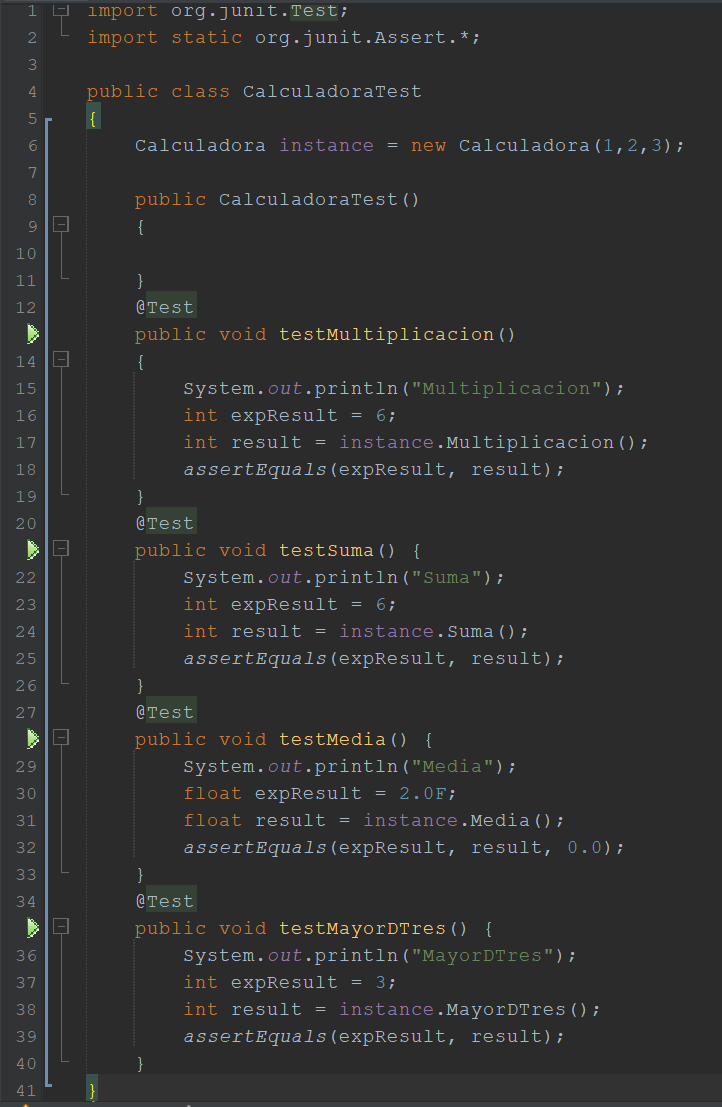 1 import org.junit.Test;
2 import static org.junit.Assert.*;
3
4 public class CalculadoraTest
5 {
6     Calculadora instance = new Calculadora(1,2,3);
7
8     public CalculadoraTest()
9     {
10
11     }
12     @Test
    public void testMultiplicacion()
14     {
15         System.out.println("Multiplicacion");
16         int expResult = 6;
17         int result = instance.Multiplicacion();
18         assertEquals(expResult, result);
19     }
20     @Test
    public void testSuma() {
22         System.out.println("Suma");
23         int expResult = 6;
24         int result = instance.Suma();
25         assertEquals(expResult, result);
26     }
27     @Test
    public void testMedia() {
29         System.out.println("Media");
30         float expResult = 2.0F;
31         float result = instance.Media();
32         assertEquals(expResult, result, 0.0);
33     }
34     @Test
    public void testMayorDTres() {
36         System.out.println("MayorDTres");
37         int expResult = 3;
38         int result = instance.MayorDTres();
39         assertEquals(expResult, result);
40     }
41 }